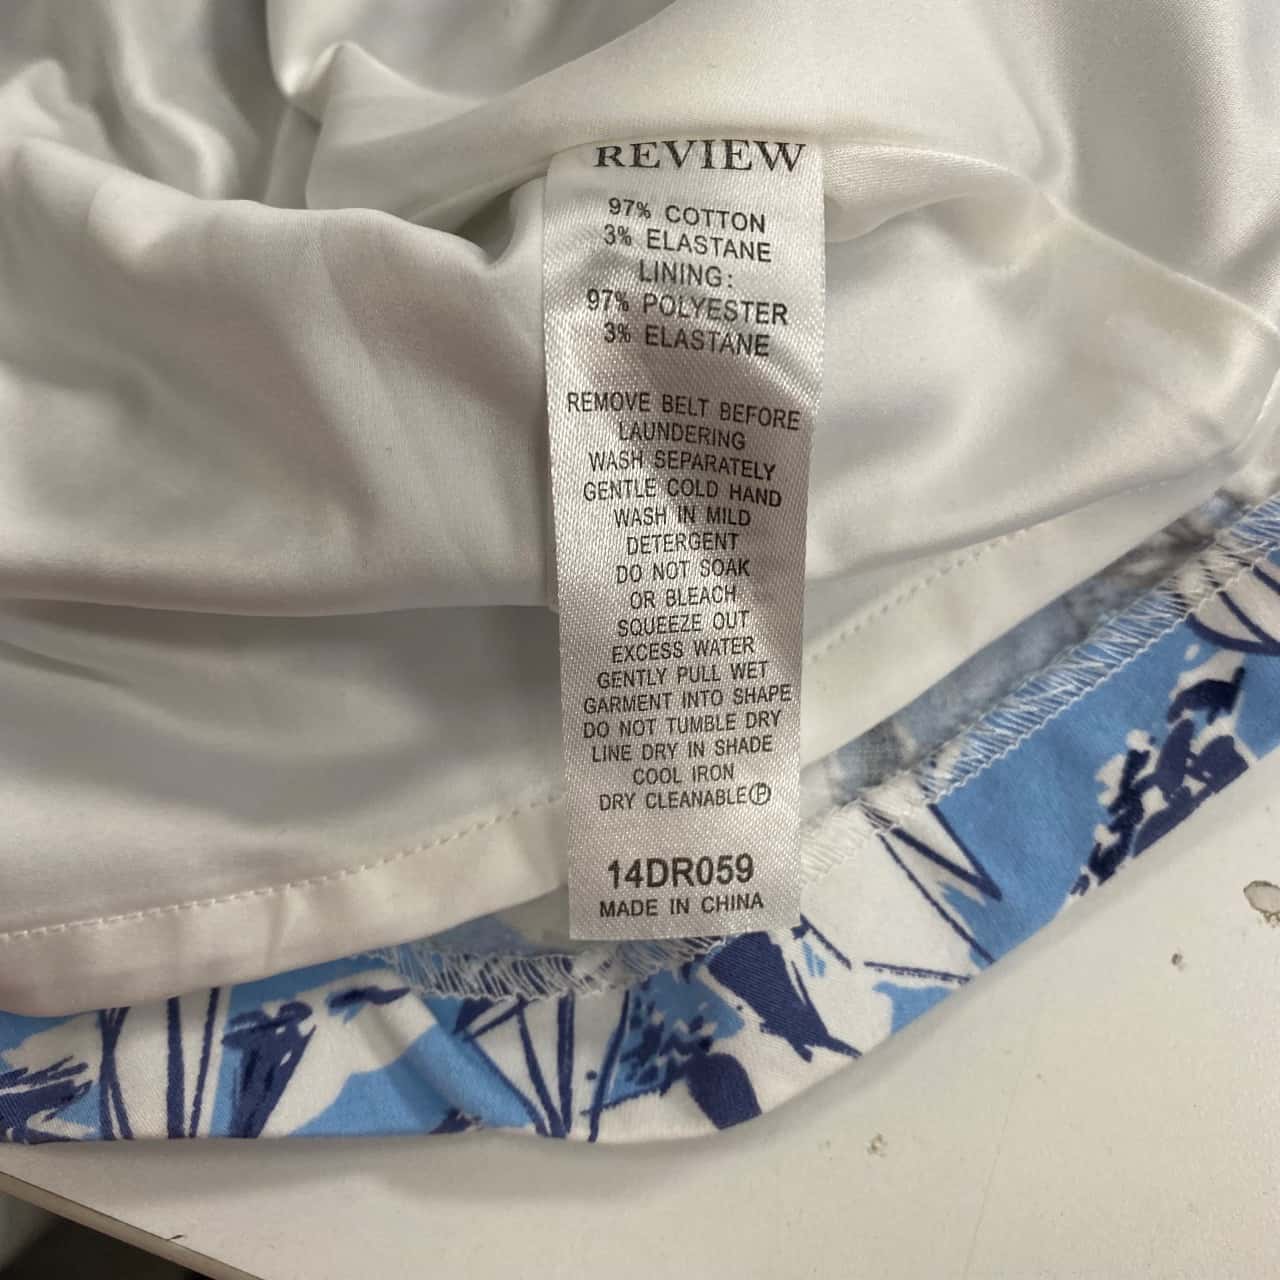 REVIEW
97% COTTON
3% ELASTANE
LINING:
97% POLYESTER
3% ELASTANE
REMOVE BELT BEFORE
LAUNDERING
WASH SEPARATELY
GENTLE COLD HAND
WASH IN MILD
DETERGENT
DO NOT SOAK
OR BLEACH
SQUEEZE OUT
EXCESS WATER
GENTLY PULL WET
GARMENT INTO SHAPE
DO NOT TUMBLE DRY
LINE DRY IN SHADE
COOL IRON
DRY CLEANABLEⓅ
14DR059
MADE IN CHINA